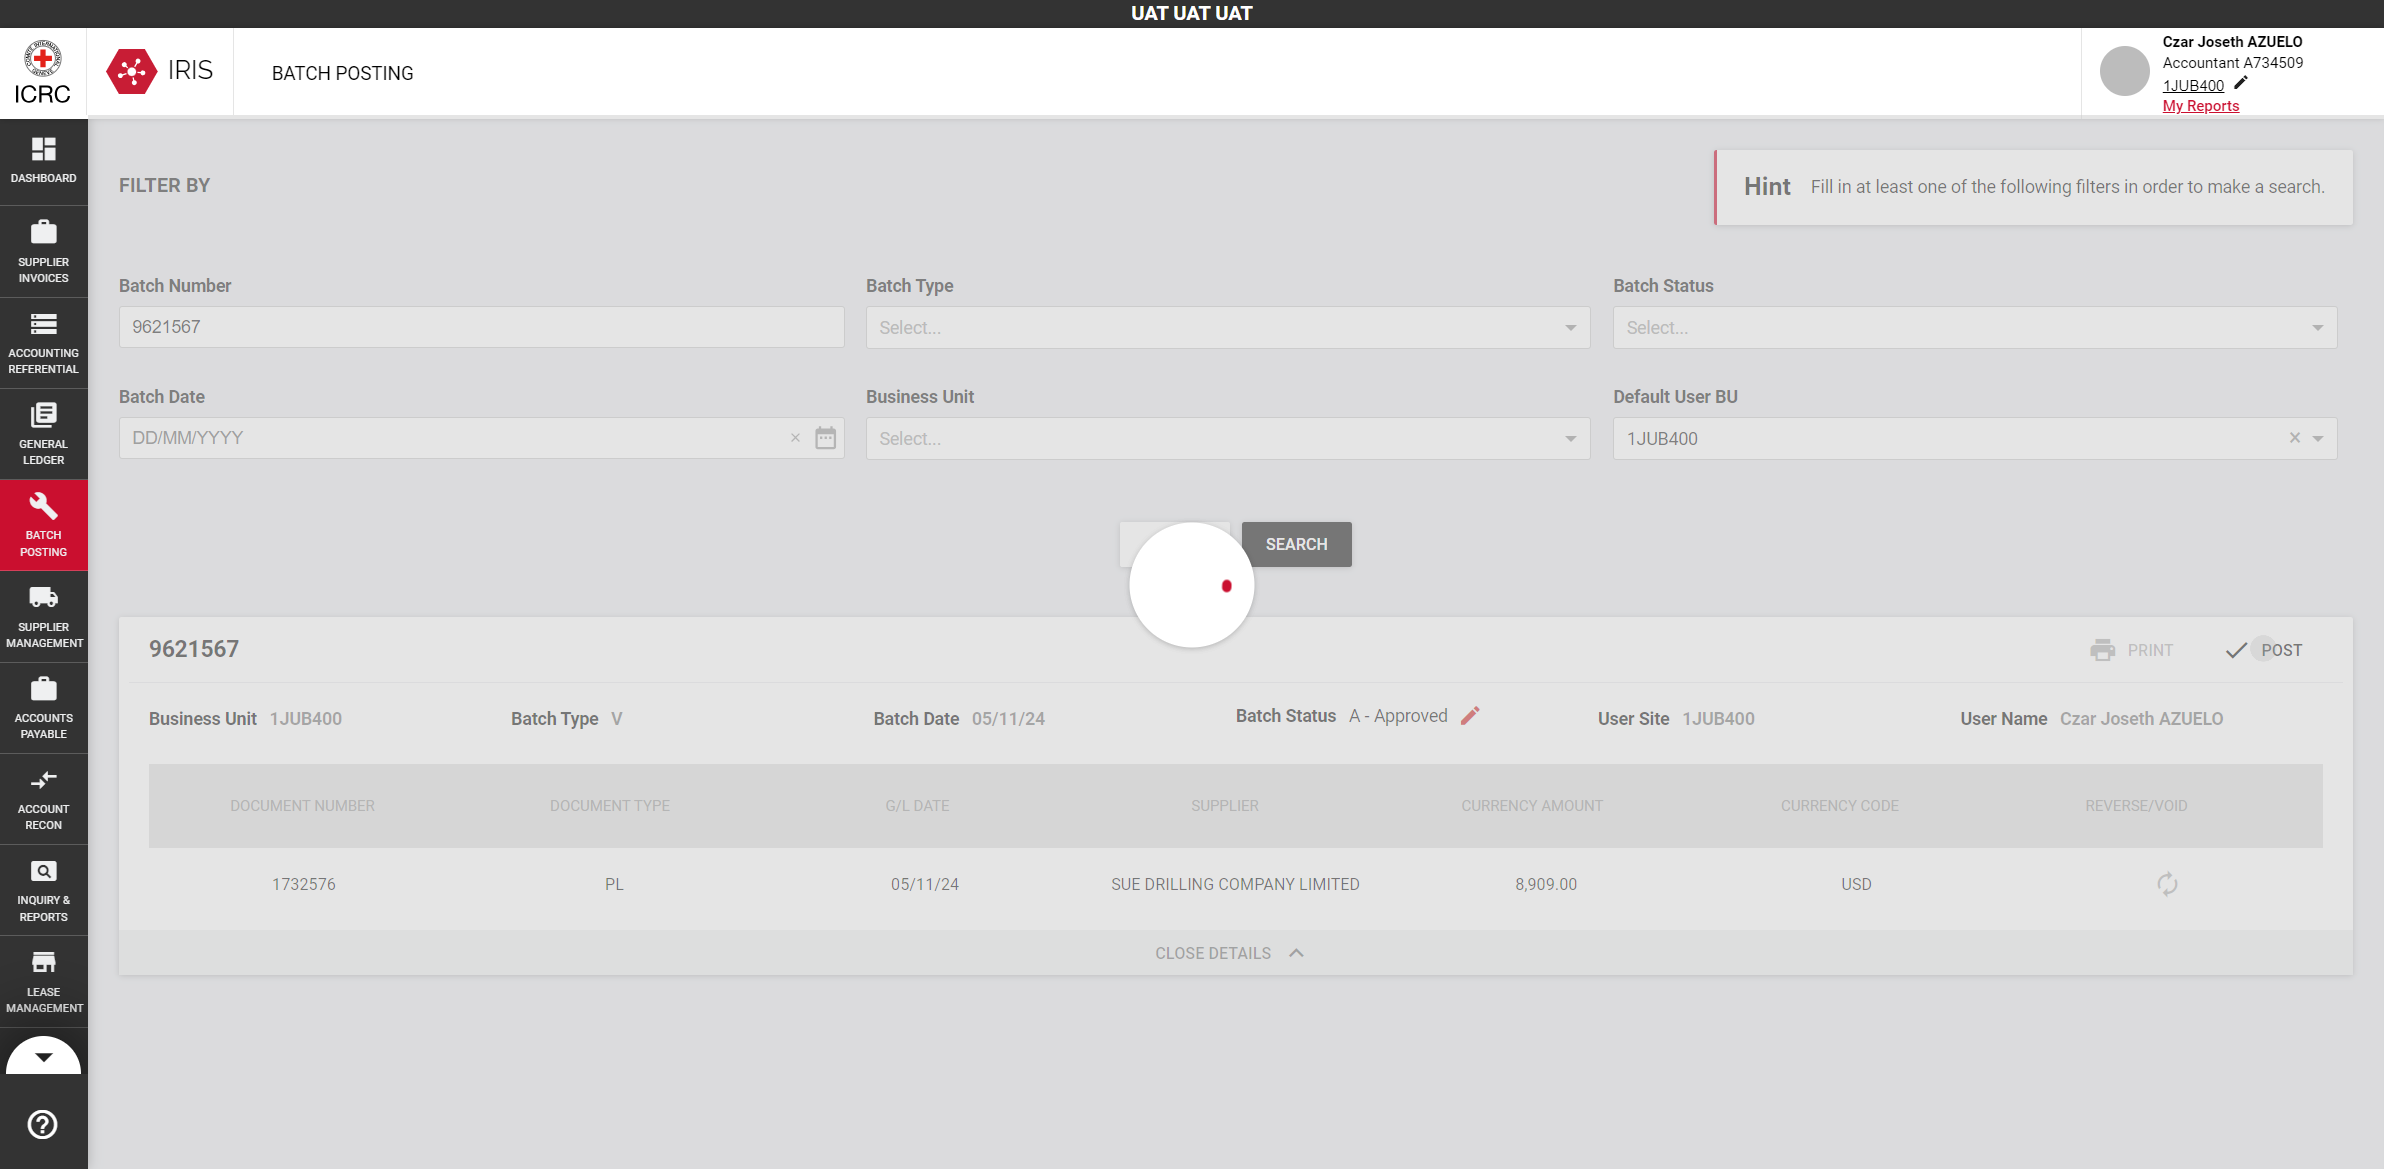 UAT UAT UAT
COMITE INTERNATIONAL GENEVE
ICRC
IRIS
BATCH POSTING
Czar Joseth AZUELO
Accountant A734509
1JUB400
My Reports
DASHBOARD
SUPPLIER
INVOICES
ACCOUNTING
REFERENTIAL
GENERAL
LEDGER
BATCH
POSTING
SUPPLIER
MANAGEMENT
ACCOUNTS
PAYABLE
ACCOUNT
RECON
INQUIRY &
REPORTS
LEASE
MANAGEMENT
FILTER BY
Hint Fill in at least one of the following filters in order to make a search.
Batch Number
9621567
Batch Type
Select...
Batch Status
Select...
Batch Date
DD/MM/YYYY
Business Unit
Select...
Default User BU
1JUB400
SEARCH
9621567
PRINT
POST
Business Unit 1JUB400
Batch Type V
Batch Date 05/11/24
Batch Status A - Approved
User Site 1JUB400
User Name Czar Joseth AZUELO
DOCUMENT NUMBER DOCUMENT TYPE G/L DATE SUPPLIER CURRENCY AMOUNT CURRENCY CODE REVERSE/VOID
1732576 PL 05/11/24 SUE DRILLING COMPANY LIMITED 8,909.00 USD
CLOSE DETAILS